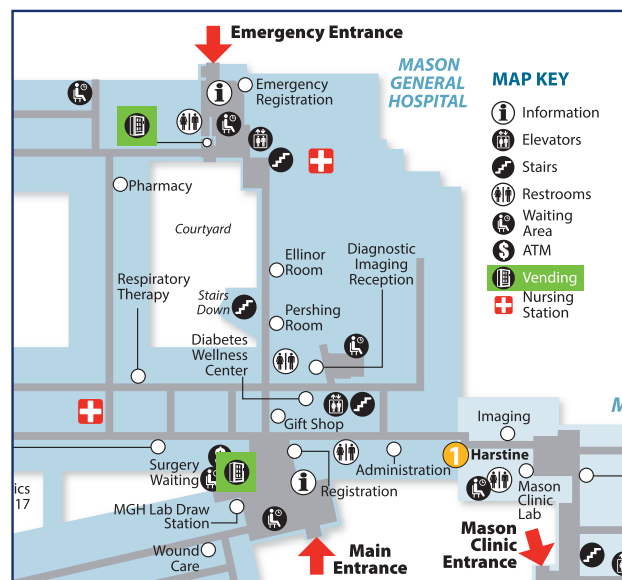 Emergency Entrance
MASON
GENERAL
HOSPITAL
Emergency
Registration
MAP KEY
Information
Elevators
Stairs
Restrooms
Waiting
Area
$ ATM
Vending
Nursing
Station
Pharmacy
Courtyard
Ellinor
Room
Diagnostic
Imaging
Reception
Respiratory
Therapy
Stairs
Down
Pershing
Room
Diabetes
Wellness
Center
Gift Shop
Imaging
Surgery
Waiting
Administration
1 Harstine
Registration
Mason
Clinic
Lab
ics
17
MGH Lab Draw
Station
Wound
Care
Main
Entrance
Mason
Clinic
Entrance